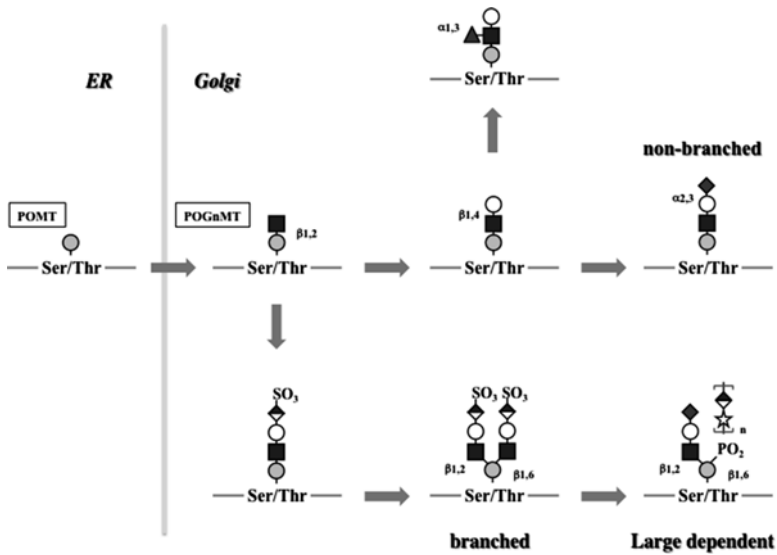 α1,3
Ser/Thr
ER
Golgi
non-branched
POMT
POGnMT
β1,2
β1,4
α2,3
Ser/Thr
Ser/Thr
Ser/Thr
Ser/Thr
SO3
SO3 SO3
n
PO2
β1,2
β1,6
β1,2
β1,6
Ser/Thr
Ser/Thr
Ser/Thr
branched
Large dependent